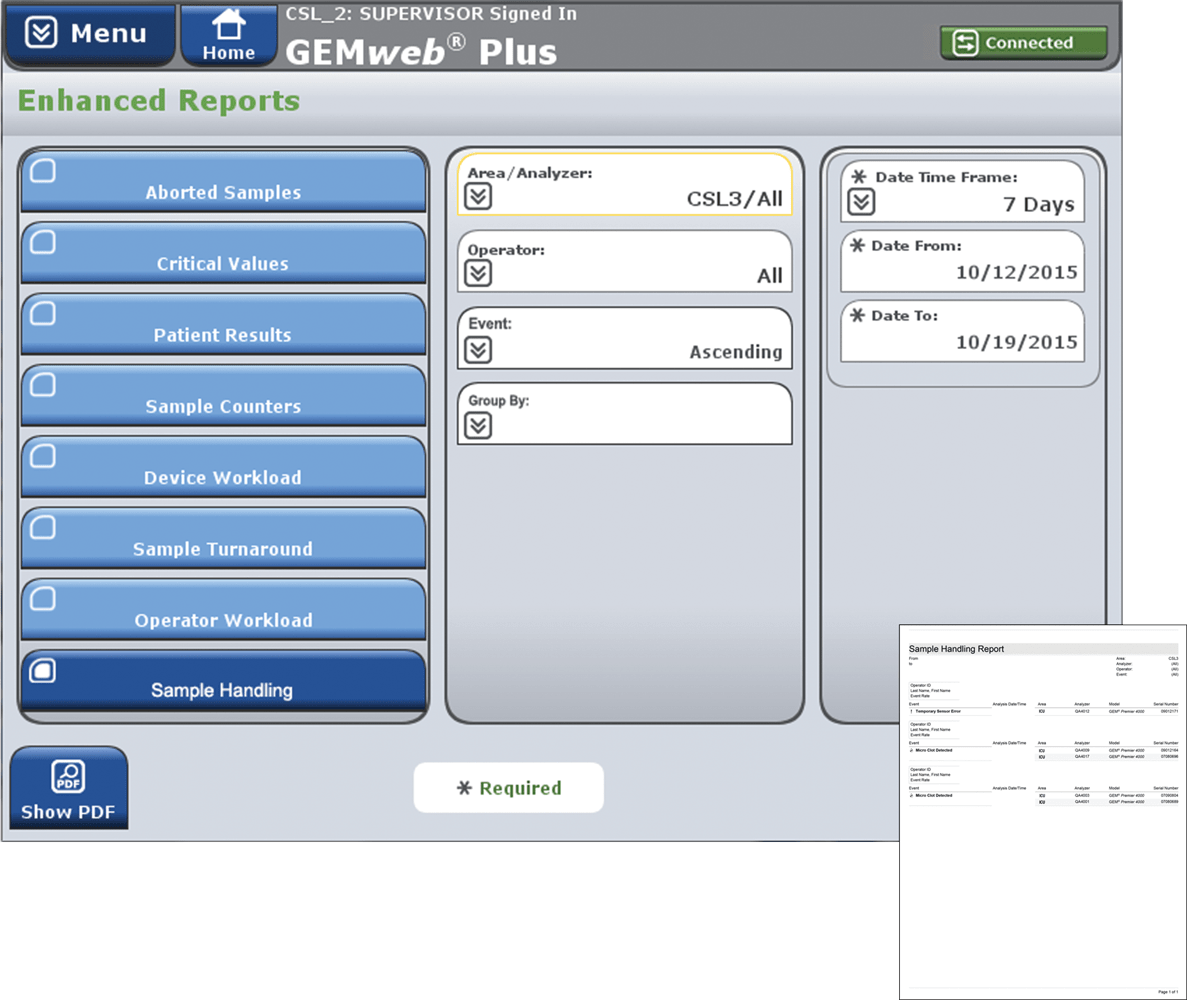 Menu
Home
CSL_2: SUPERVISOR Signed In
GEMweb® Plus
Connected
Enhanced Reports
Aborted Samples
Critical Values
Patient Results
Sample Counters
Device Workload
Sample Turnaround
Operator Workload
Sample Handling
Area/Analyzer:
CSL3/All
Operator:
All
Event:
Ascending
Group By:
* Date Time Frame:
7 Days
* Date From:
10/12/2015
* Date To:
10/19/2015
PDF
Show PDF
* Required
Sample Handling Report
From
to
Area CSL3
Analyzer (All)
Operator (All)
Event (All)
Operator ID
Last Name, First Name
Event Rate
Event Analysis Date/Time Area Analyzer Model Serial Number
Temporary Sensor Error ICU QA4012 GEM® Premier 4000
Operator ID
Last Name, First Name
Event Rate
Event Analysis Date/Time Area Analyzer Model Serial Number
Micro Clot Detected ICU GEM® Premier 4000
ICU QA4017 GEM® Premier 4000
Operator ID
Last Name, First Name
Event Rate
Event Analysis Date/Time Area Analyzer Model Serial Number
Micro Clot Detected ICU QA4003 GEM® Premier 4000
ICU QA4001 GEM® Premier 4000
Page 1 of 1